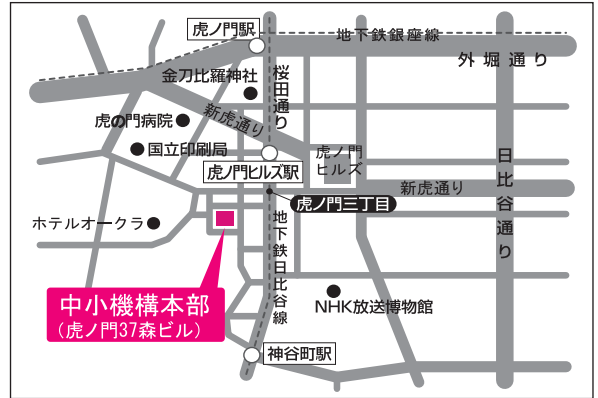 虎ノ門駅
地下鉄銀座線
外堀通り
金刀比羅神社
桜田通り
新虎通り
虎の門病院
国立印刷局
虎ノ門
ヒルズ
虎ノ門ヒルズ駅
日比谷通り
新虎通り
虎ノ門三丁目
ホテルオークラ
地下鉄日比谷線
中小機構本部
(虎ノ門37森ビル)
NHK放送博物館
神谷町駅